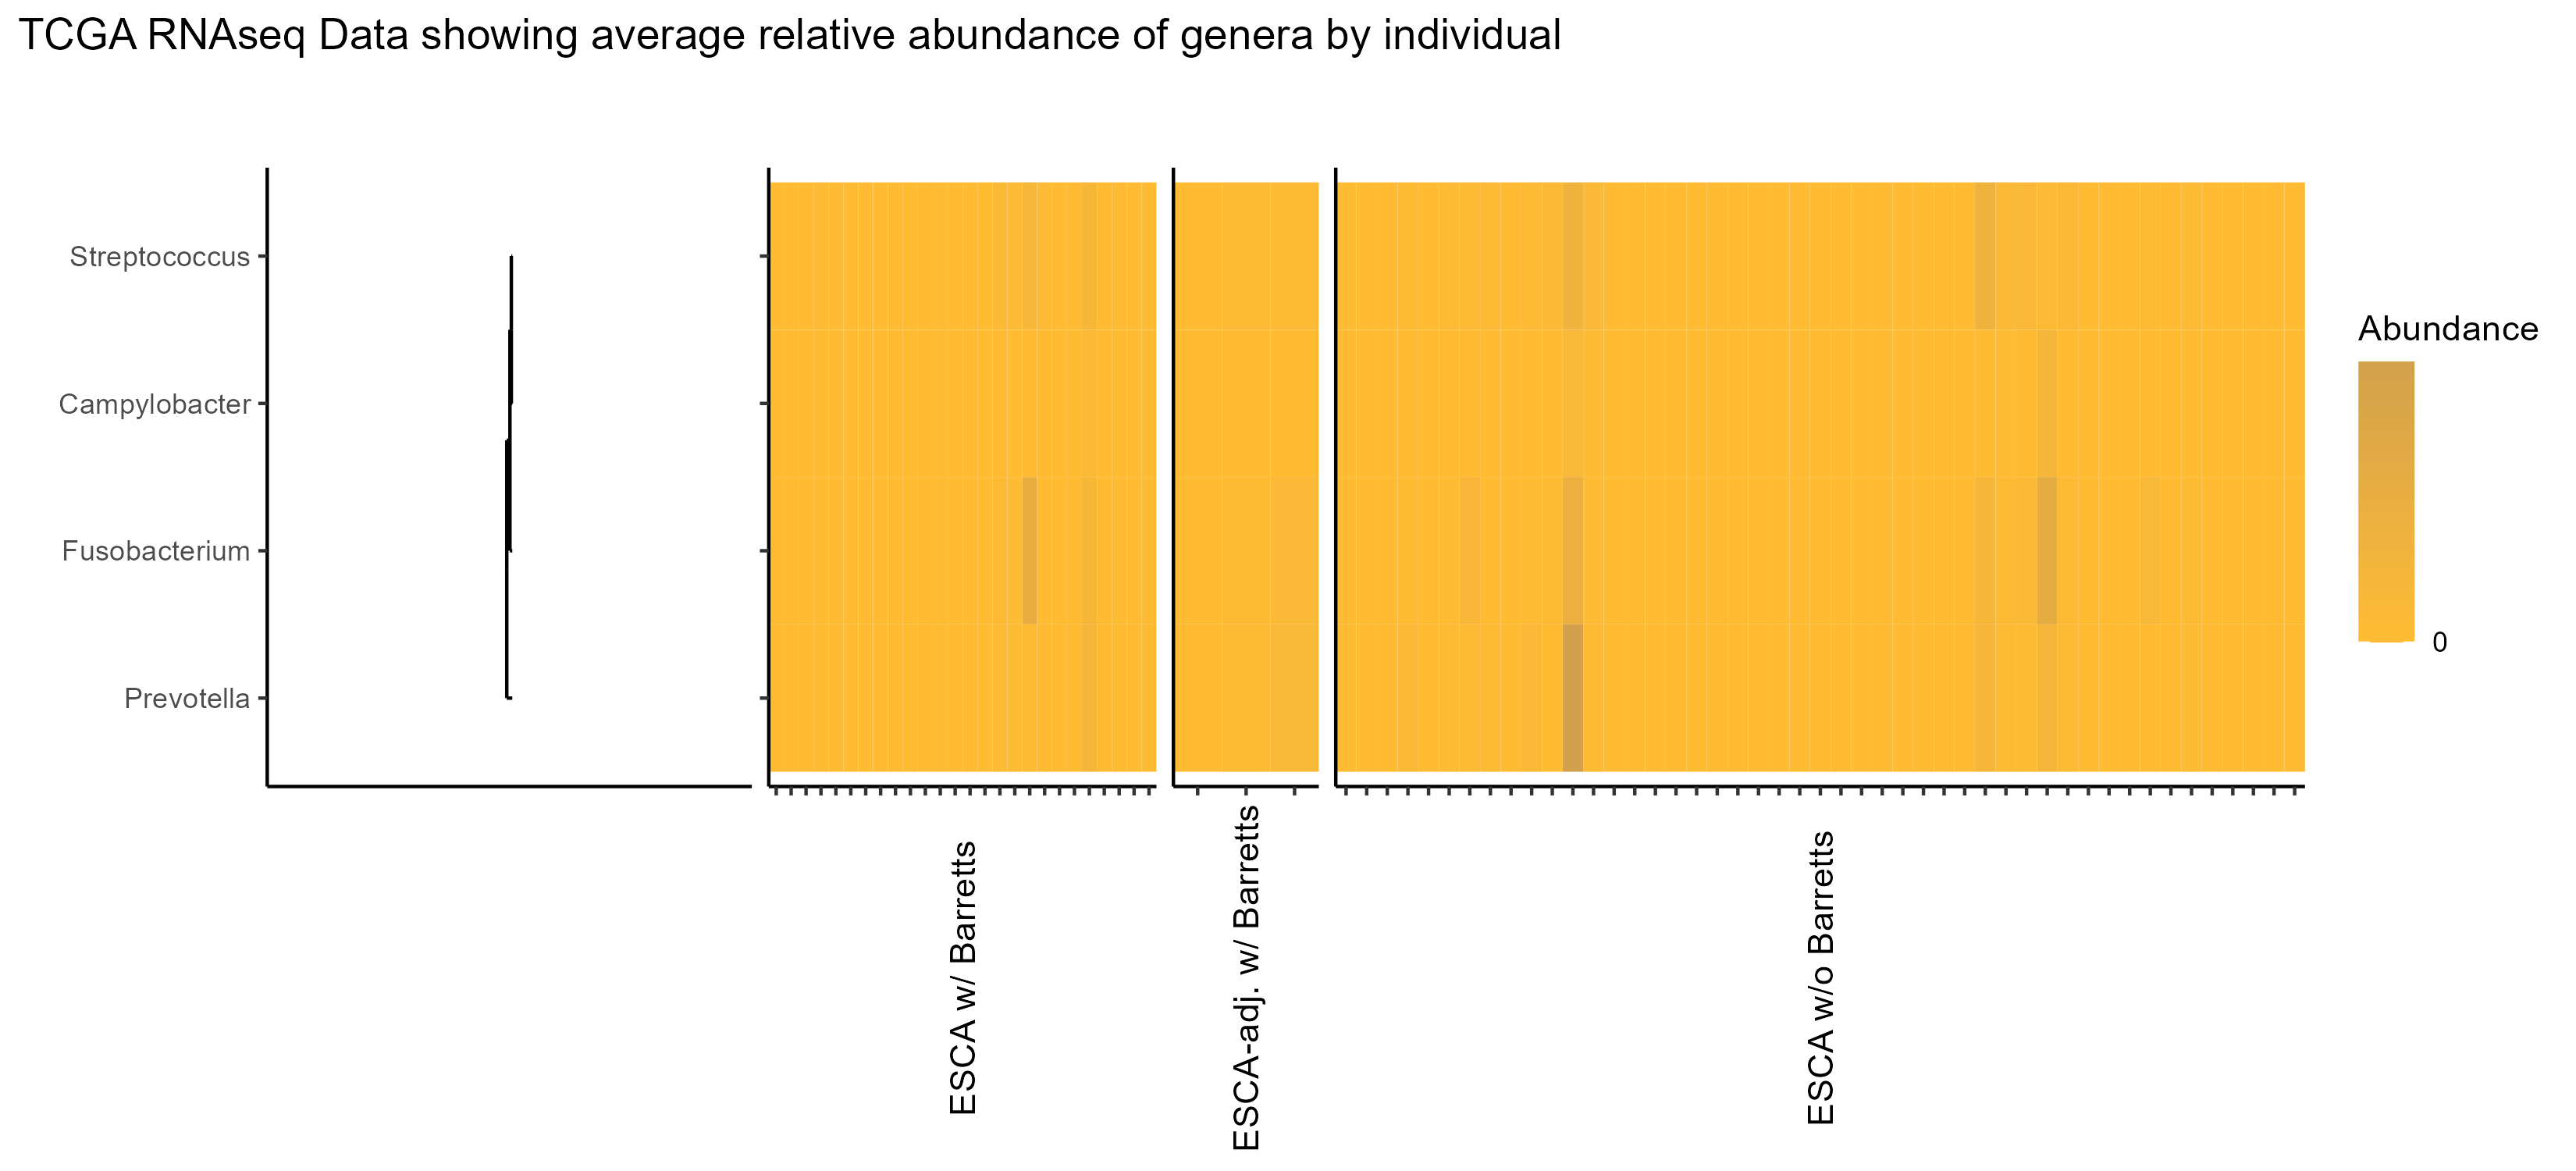 TCGA RNAseq Data showing average relative abundance of genera by individual
Streptococcus
Campylobacter
Fusobacterium
Prevotella
Abundance
0
ESCA w/ Barretts
ESCA-adj. w/ Barretts
ESCA w/o Barretts